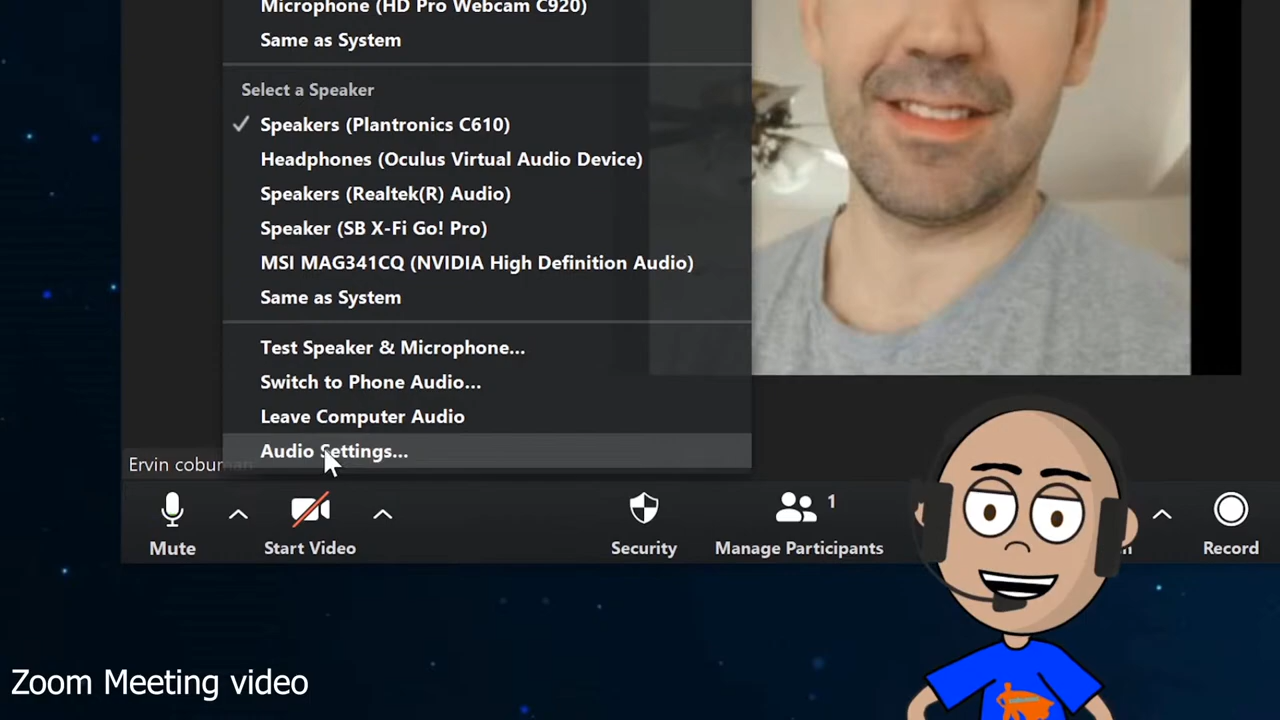 Microphone (HD Pro Webcam C920)
Same as System
Select a Speaker
Speakers (Plantronics C610)
Headphones (Oculus Virtual Audio Device)
Speakers (Realtek(R) Audio)
Speaker (SB X-Fi Go! Pro)
MSI MAG341CQ (NVIDIA High Definition Audio)
Same as System
Test Speaker & Microphone...
Switch to Phone Audio...
Leave Computer Audio
Audio Settings...
Ervin coburn
1
Mute
Start Video
Security
Manage Participants
Record
Zoom Meeting video